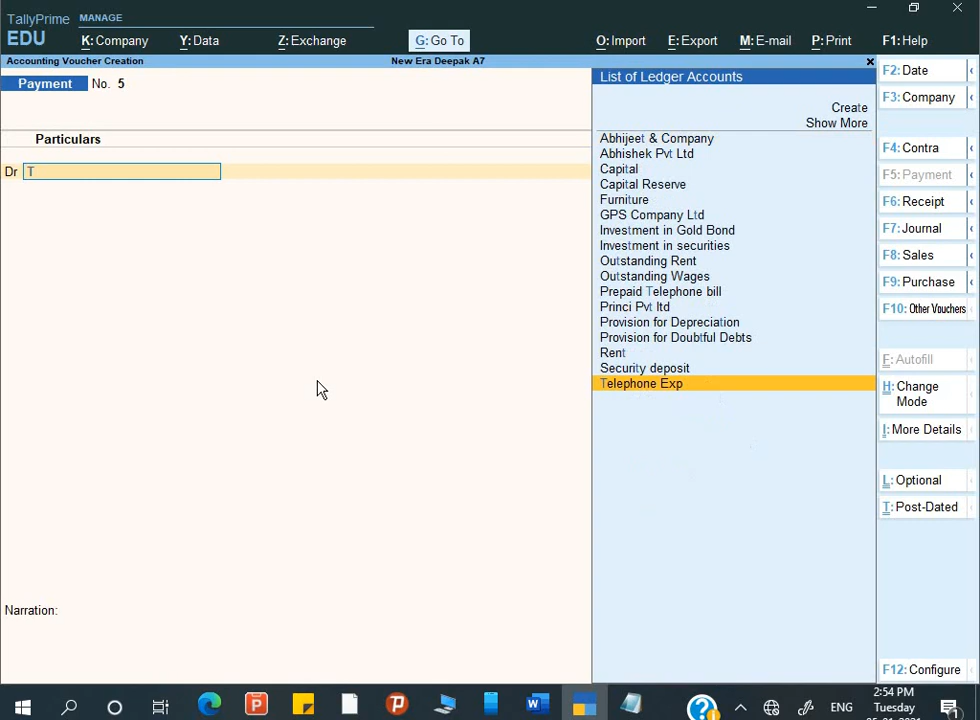 TallyPrime MANAGE
EDU
K: Company Y: Data Z: Exchange G: Go To O: Import E: Export M: E-mail P: Print F1: Help
Accounting Voucher Creation New Era Deepak A7
Payment No. 5
Particulars
Dr T
List of Ledger Accounts
Create
Show More
Abhijeet & Company
Abhishek Pvt Ltd
Capital
Capital Reserve
Furniture
GPS Company Ltd
Investment in Gold Bond
Investment in securities
Outstanding Rent
Outstanding Wages
Prepaid Telephone bill
Princi Pvt ltd
Provision for Depreciation
Provision for Doubtful Debts
Rent
Security deposit
Telephone Exp
F2: Date
F3: Company
F4: Contra
F5: Payment
F6: Receipt
F7: Journal
F8: Sales
F9: Purchase
F10: Other Vouchers
F: Autofill
H: Change
Mode
I: More Details
L: Optional
T: Post-Dated
F12: Configure
Narration:
ENG
2:54 PM
Tuesday